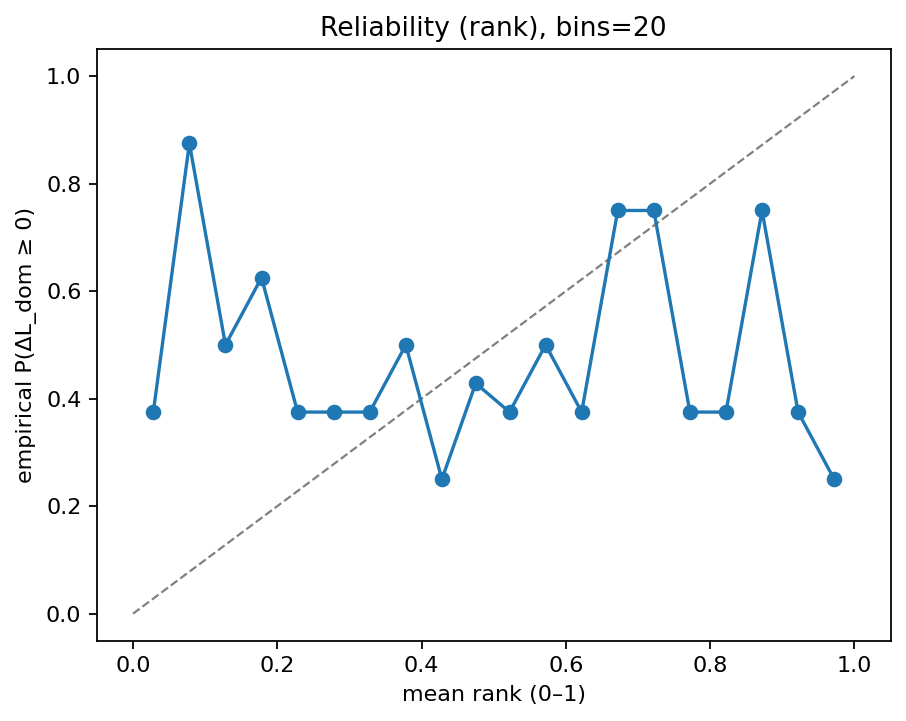 Reliability (rank), bins=20
empirical P(ΔL_dom ≥ 0)
1.0
0.8
0.6
0.4
0.2
0.0
0.0 0.2 0.4 0.6 0.8 1.0
mean rank (0–1)